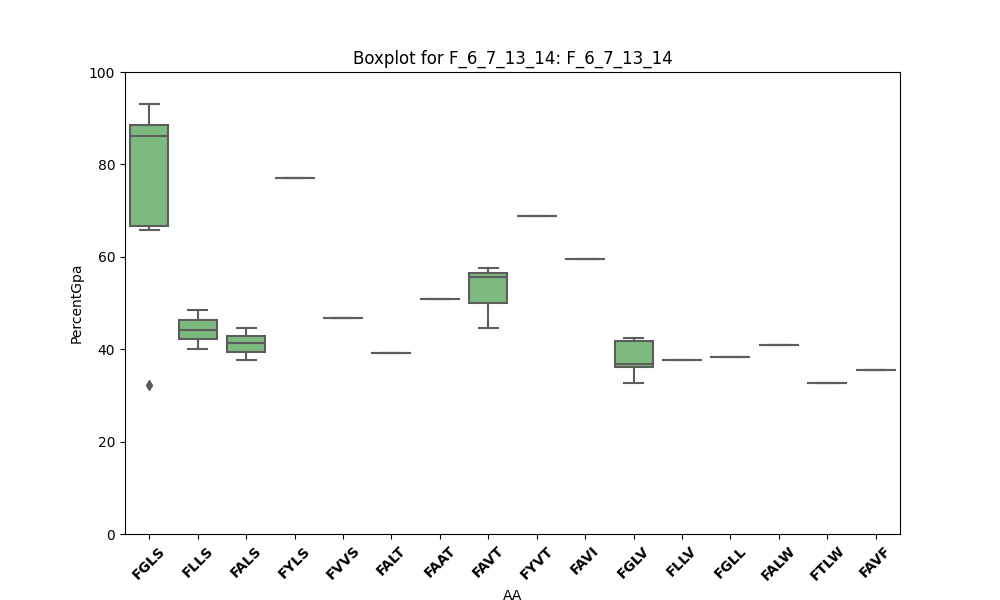 Boxplot for F_6_7_13_14: F_6_7_13_14
100
80
60
40
20
0
PercentGpa
FGLS FLLS FALS FYLS FVVS FALT FAAT FAVT FYVT FAVI FGLV FLLV FGLL FALW FTLW FAVF
AA